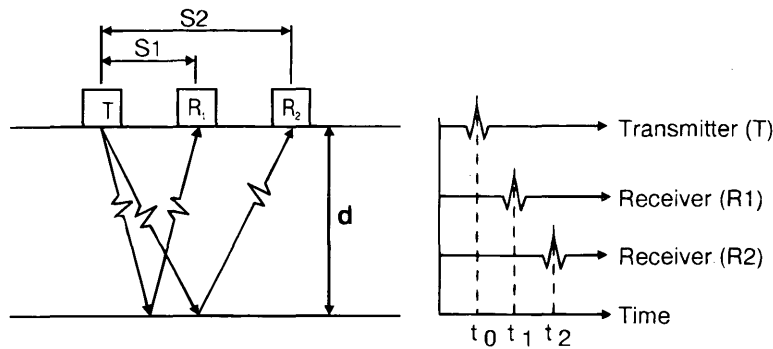 S2
S1
T R₁ R₂
d
Transmitter (T)
Receiver (R1)
Receiver (R2)
Time
t₀ t₁ t₂